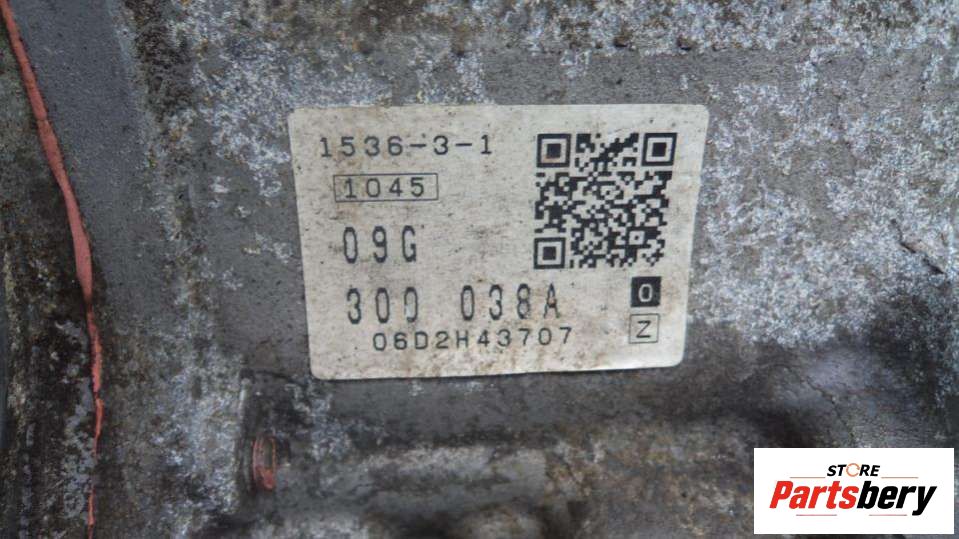 1536-3-1
1045
09G
300 038A
0
06D2H43707
Z
STORE
Partsbery